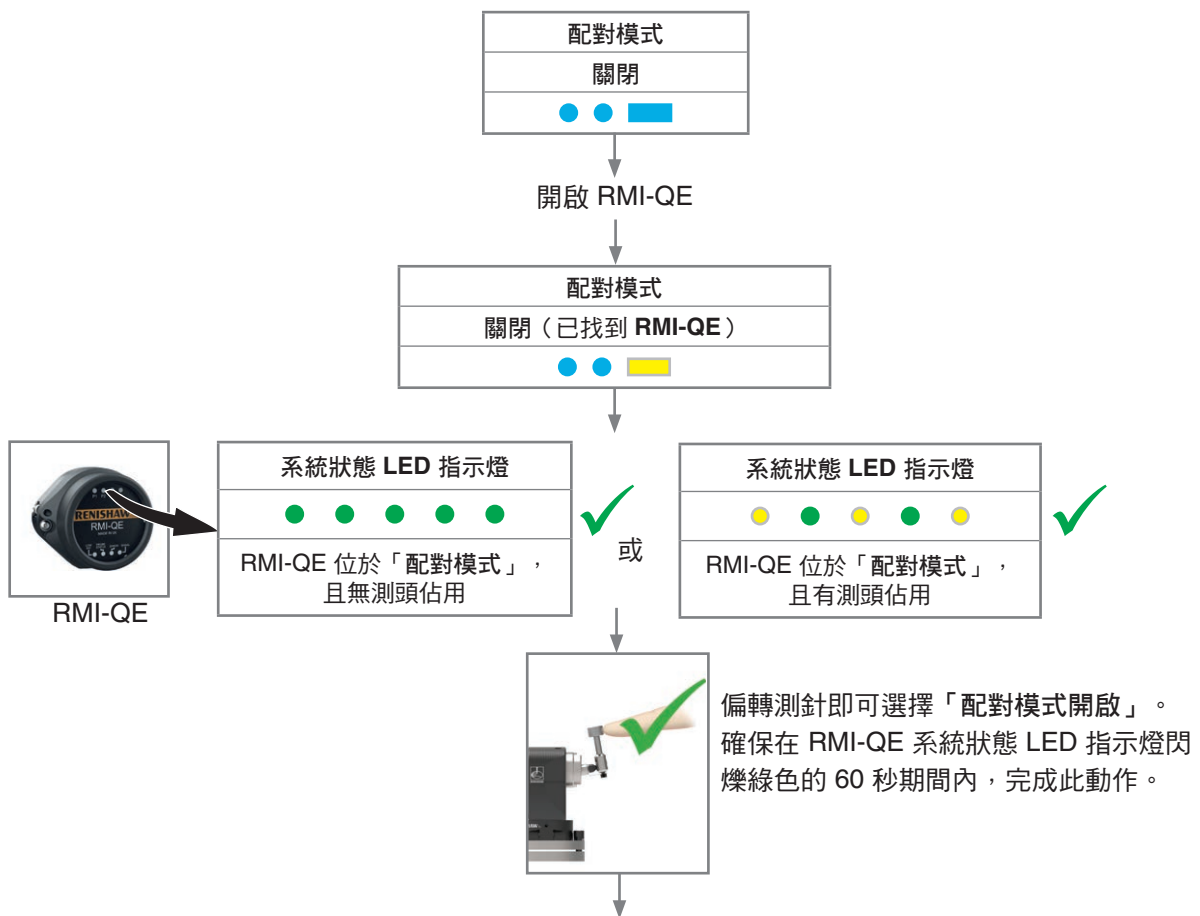 配對模式
關閉
開啟 RMI-QE
配對模式
關閉（已找到 RMI-QE）
RENISHAW
RMI-QE
RMI-QE
系統狀態 LED 指示燈
RMI-QE 位於「配對模式」，
且無測頭佔用
或
系統狀態 LED 指示燈
RMI-QE 位於「配對模式」，
且有測頭佔用
偏轉測針即可選擇「配對模式開啟」。
確保在 RMI-QE 系統狀態 LED 指示燈閃
爍綠色的 60 秒期間內，完成此動作。